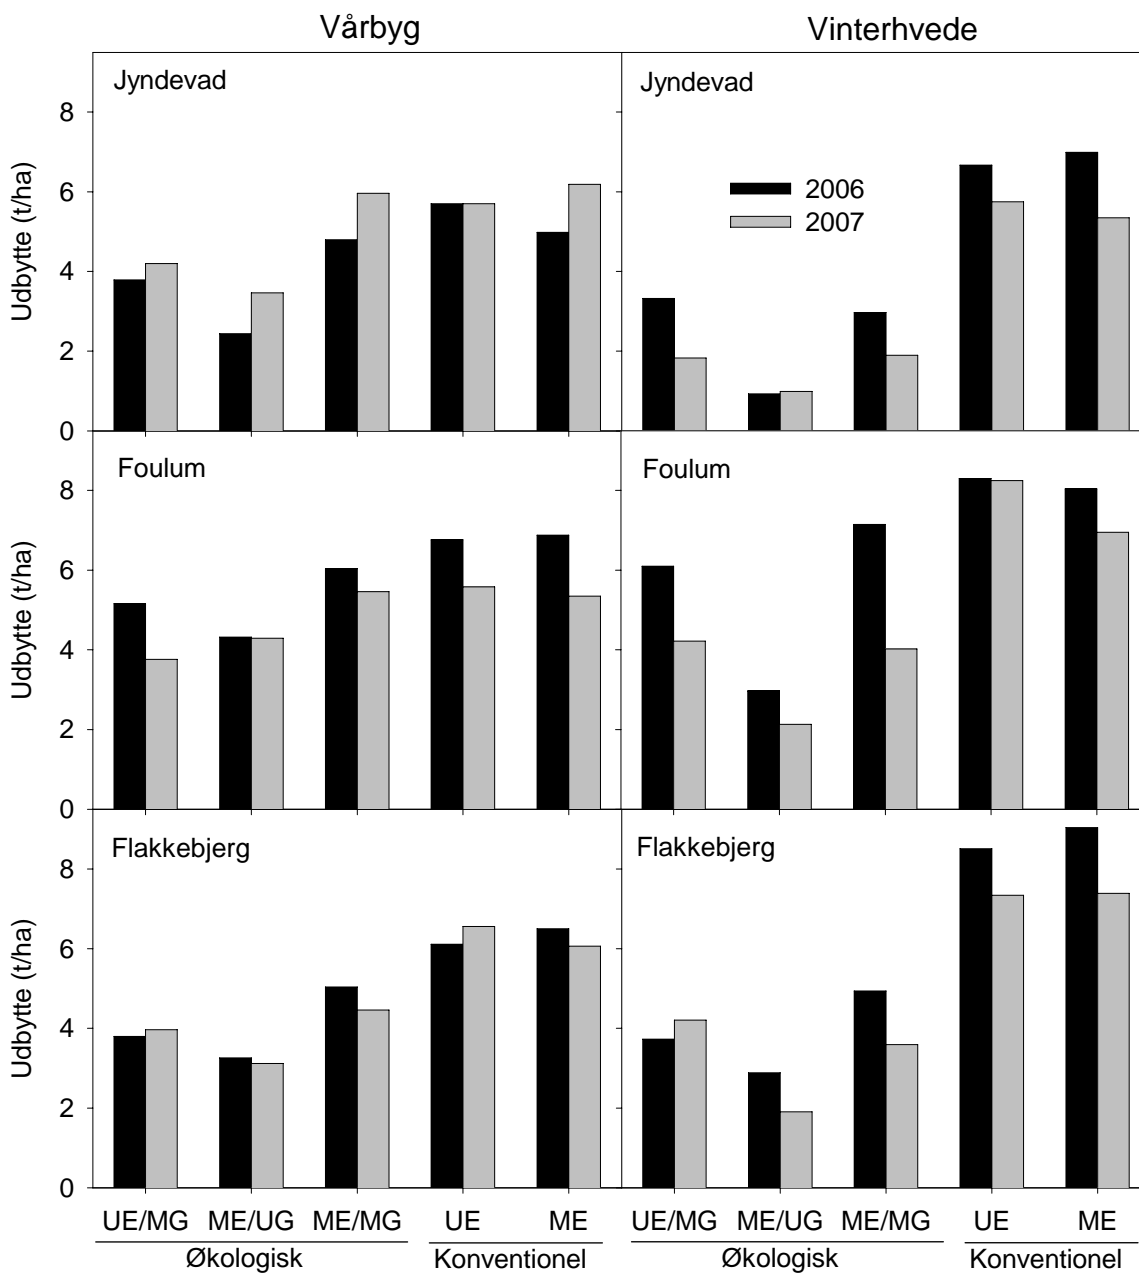 Vårbyg Vinterhvede
Jyndevad Jyndevad
2006
2007
Udbytte (t/ha)
8
6
4
2
0
Foulum Foulum
Udbytte (t/ha)
8
6
4
2
0
Flakkebjerg Flakkebjerg
Udbytte (t/ha)
8
6
4
2
0
UE/MG ME/UG ME/MG UE ME UE/MG ME/UG ME/MG UE ME
Økologisk Konventionel Økologisk Konventionel